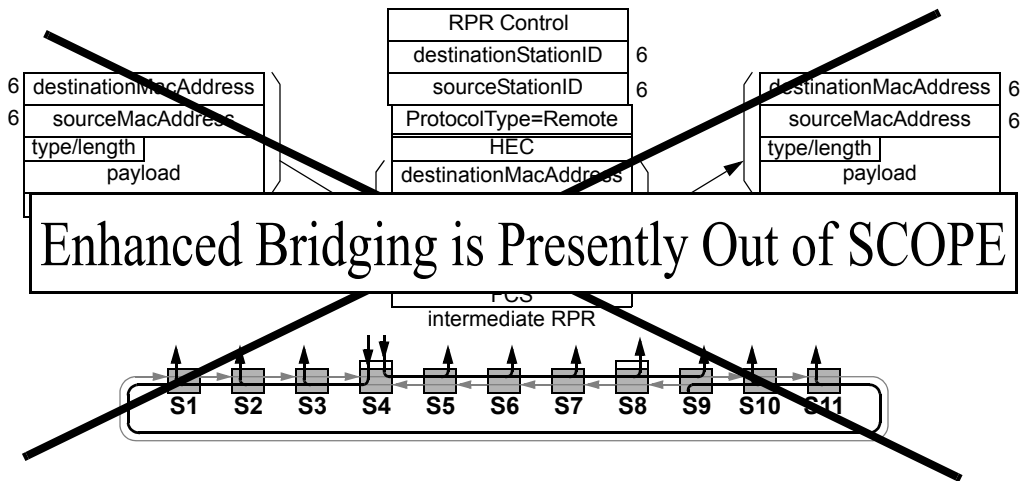 RPR Control
destinationStationID 6
sourceStationID 6
ProtocolType=Remote
HEC
destinationMacAddress
6 destinationMacAddress
6 sourceMacAddress
type/length
payload
destinationMacAddress 6
sourceMacAddress 6
type/length
payload
Enhanced Bridging is Presently Out of SCOPE
FCS
intermediate RPR
S1 S2 S3 S4 S5 S6 S7 S8 S9 S10 S11